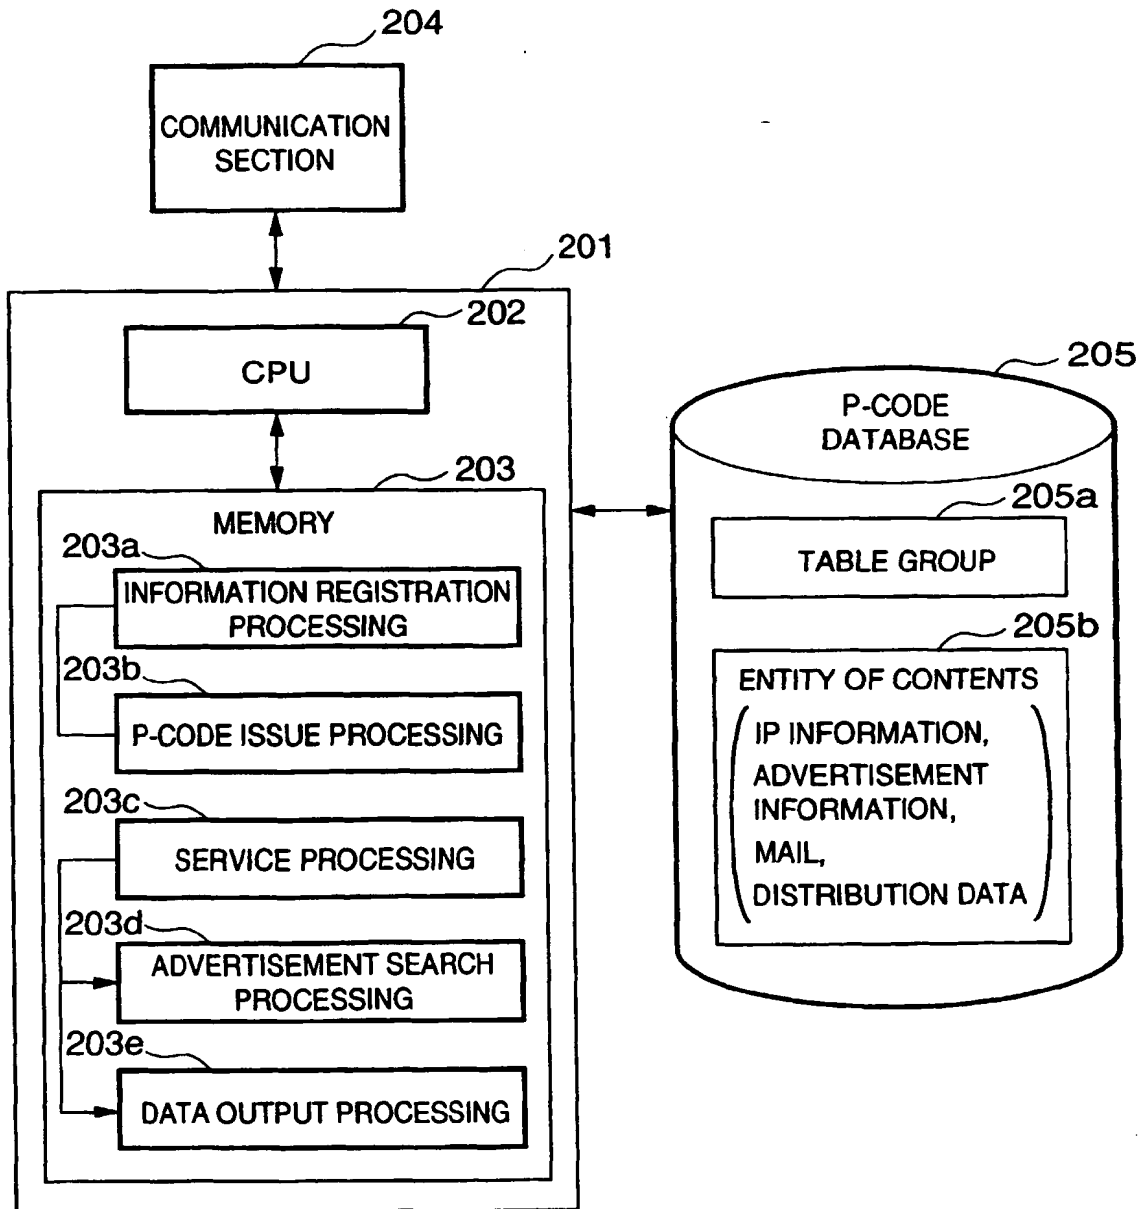 204
COMMUNICATION
SECTION
201
202
CPU
203
MEMORY
203a
INFORMATION REGISTRATION
PROCESSING
203b
P-CODE ISSUE PROCESSING
203c
SERVICE PROCESSING
203d
ADVERTISEMENT SEARCH
PROCESSING
203e
DATA OUTPUT PROCESSING
205
P-CODE
DATABASE
205a
TABLE GROUP
205b
ENTITY OF CONTENTS
IP INFORMATION,
ADVERTISEMENT
INFORMATION,
MAIL,
DISTRIBUTION DATA